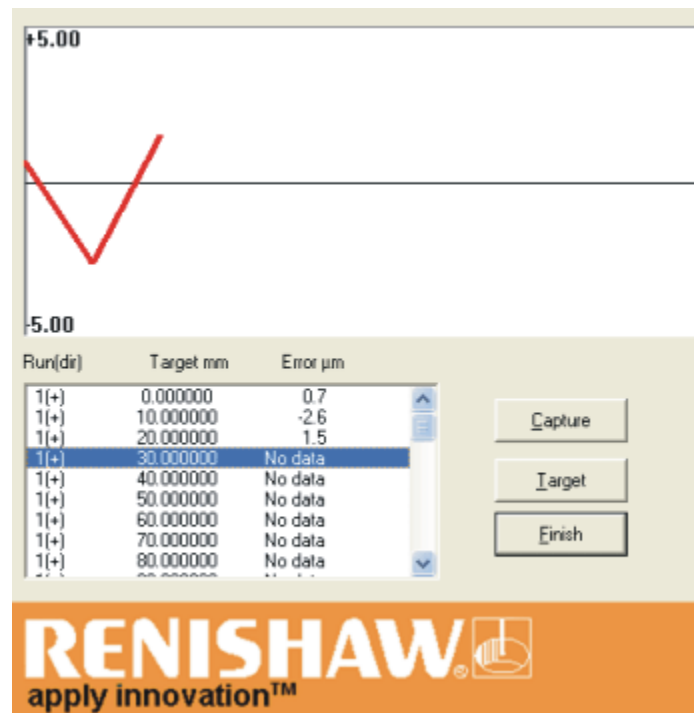 +5.00
-5.00
Run(dir) Target mm Error µm
1(+) 0.000000 0.7
1(+) 10.000000 -2.6
1(+) 20.000000 1.5
1(+) 30.000000 No data
1(+) 40.000000 No data
1(+) 50.000000 No data
1(+) 60.000000 No data
1(+) 70.000000 No data
1(+) 80.000000 No data
Capture
Target
Finish
RENISHAW®
apply innovation™